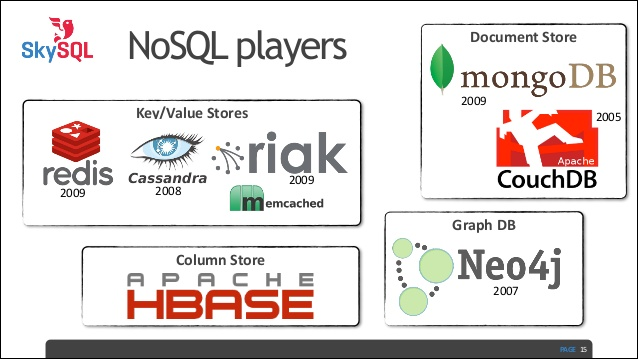 SkySQL
NoSQL players
Document Store
mongoDB
2009
2005
Apache
CouchDB
Key/Value Stores
redis
2009
Cassandra
2008
riak
2009
memcached
Graph DB
Neo4j
2007
Column Store
APACHE
HBASE
PAGE 15